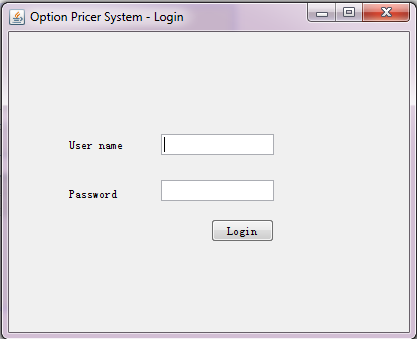 Option Pricer System - Login
User name
Password
Login